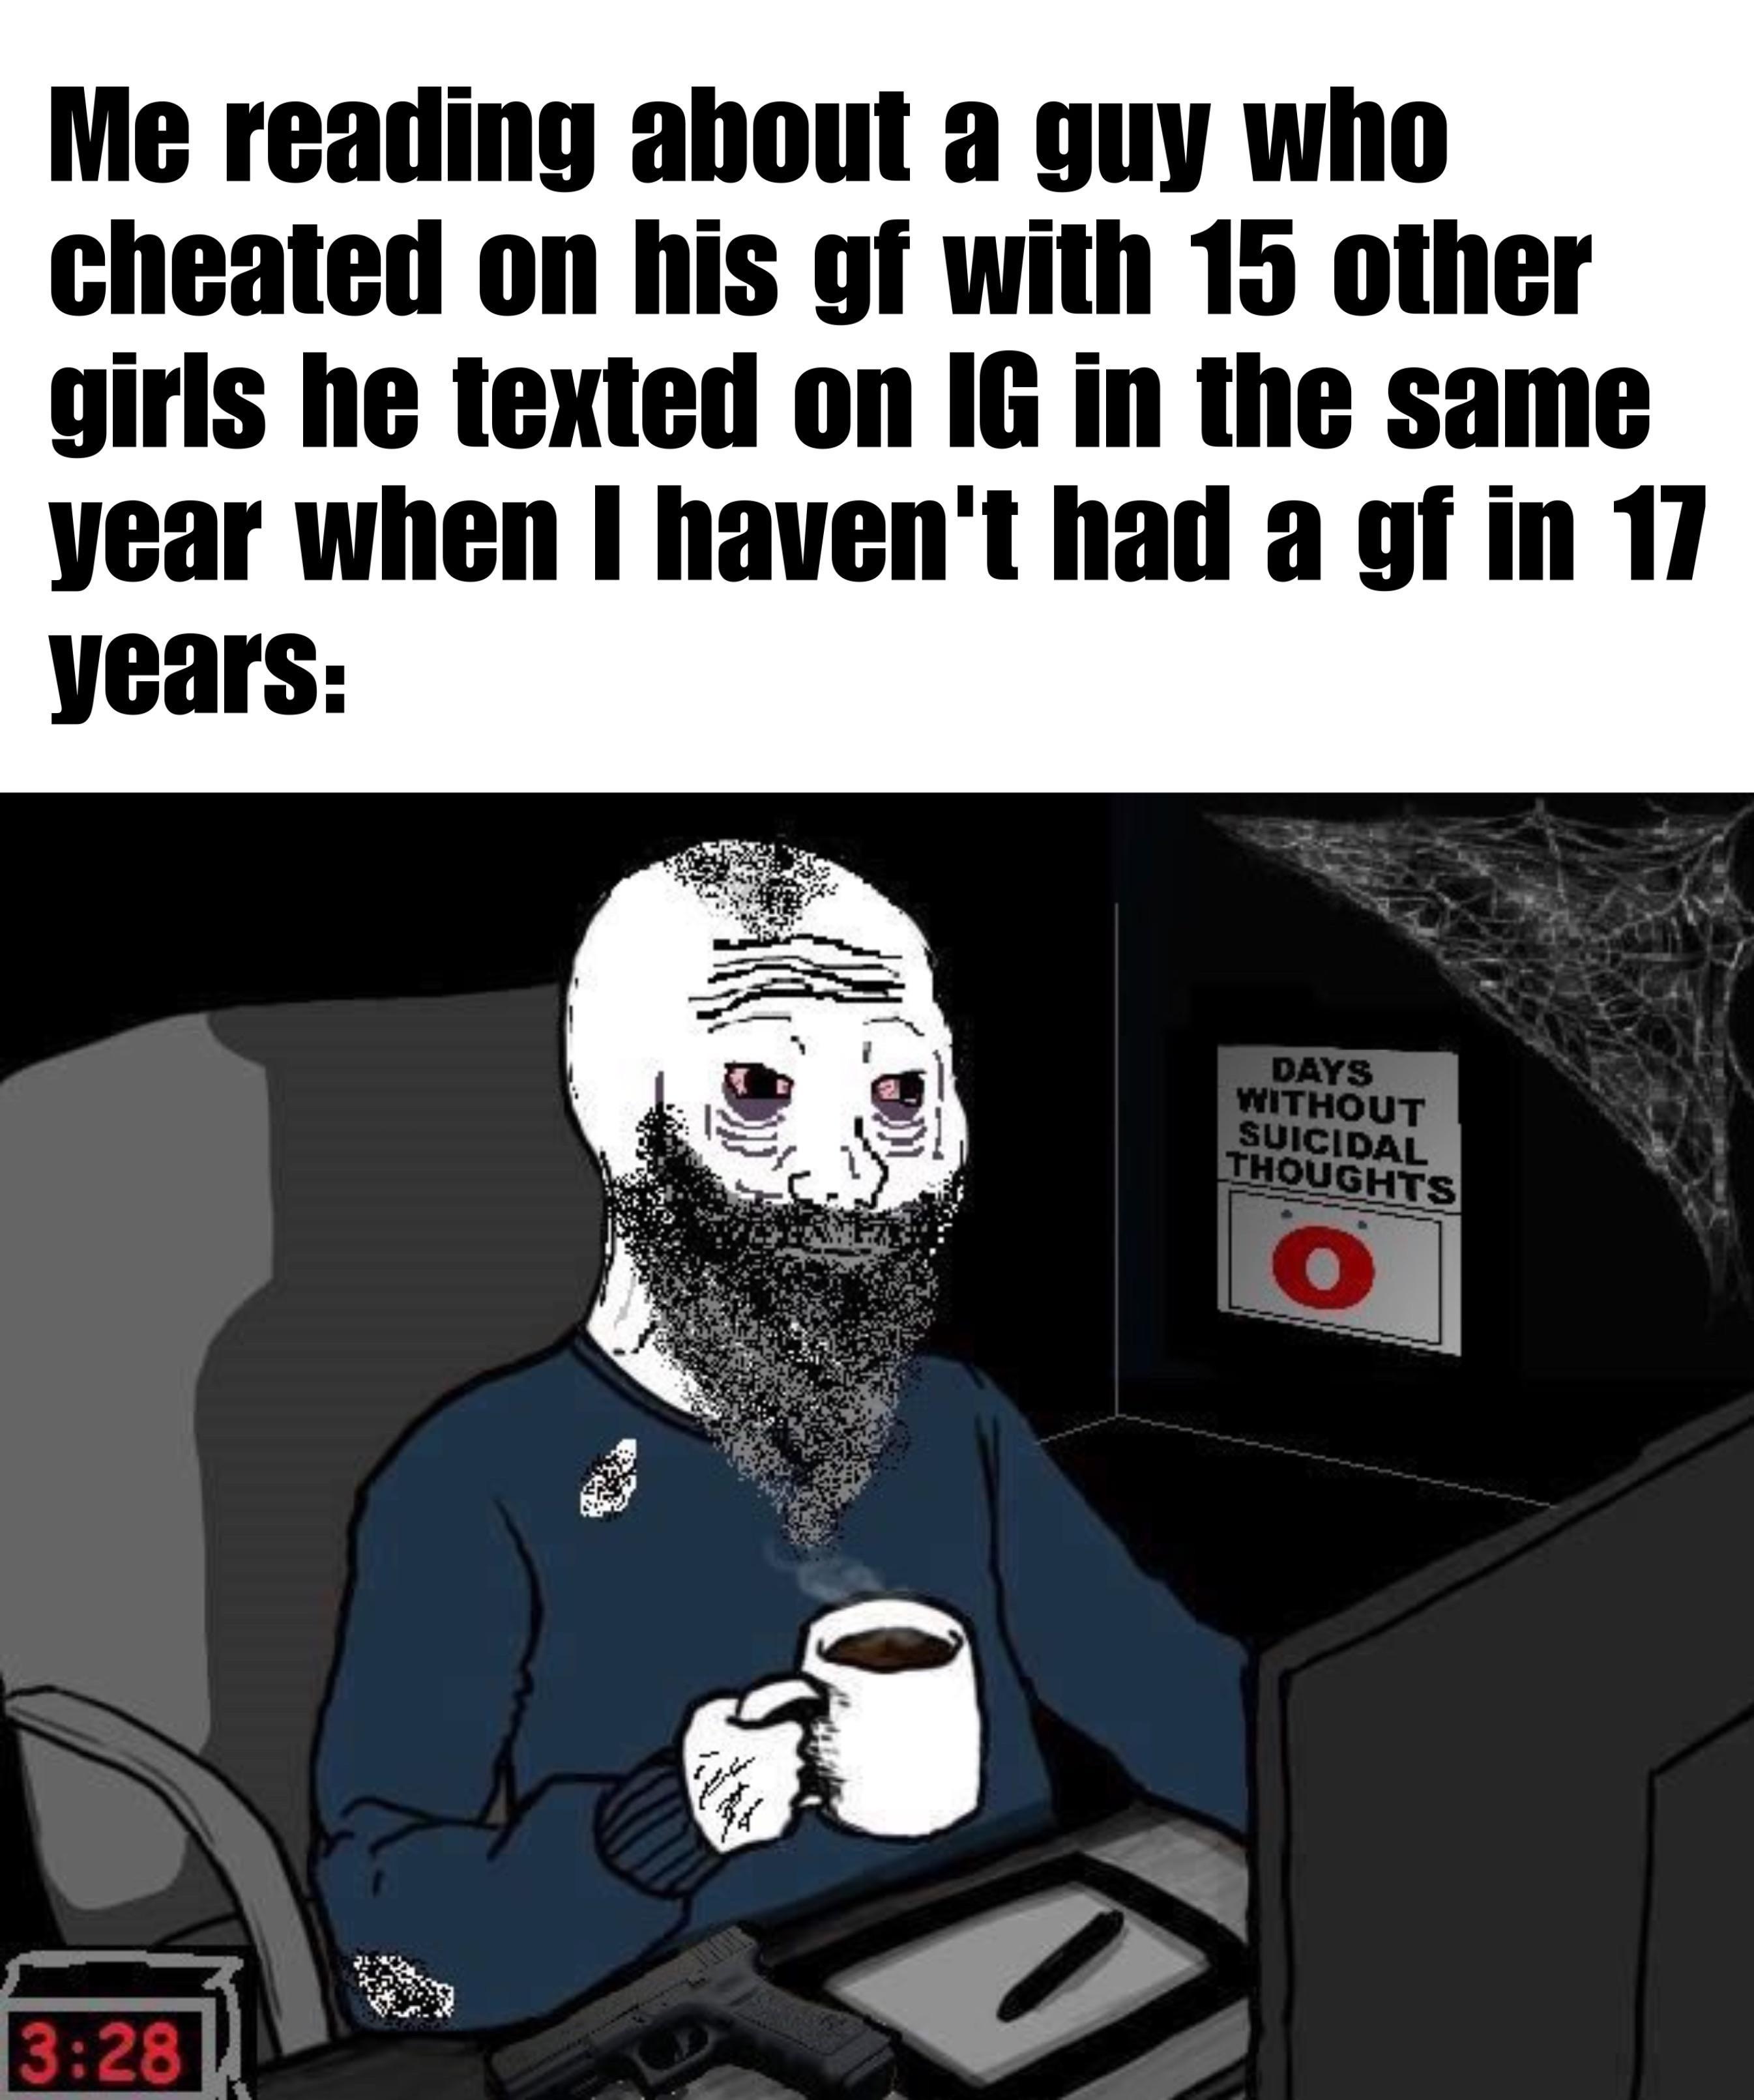 Me reading about a guy who
cheated on his gf with 15 other
girls he texted on IG in the same
year when I haven't had a gf in 17
years:
DAYS
WITHOUT
SUICIDAL
THOUGHTS
0
3:28